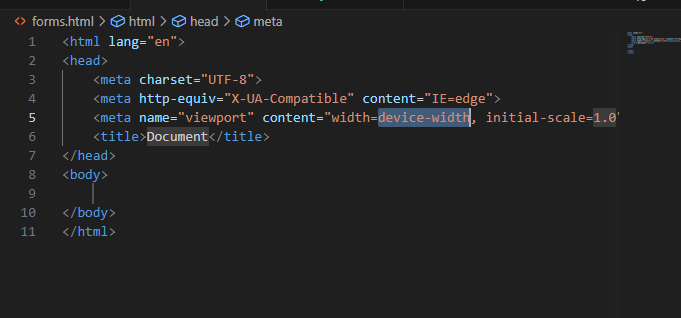 forms.html > html > head > meta
1 <html lang="en">
2 <head>
3     <meta charset="UTF-8">
4     <meta http-equiv="X-UA-Compatible" content="IE=edge">
5     <meta name="viewport" content="width=device-width, initial-scale=1.0"
6     <title>Document</title>
7 </head>
8 <body>
9
10 </body>
11 </html>